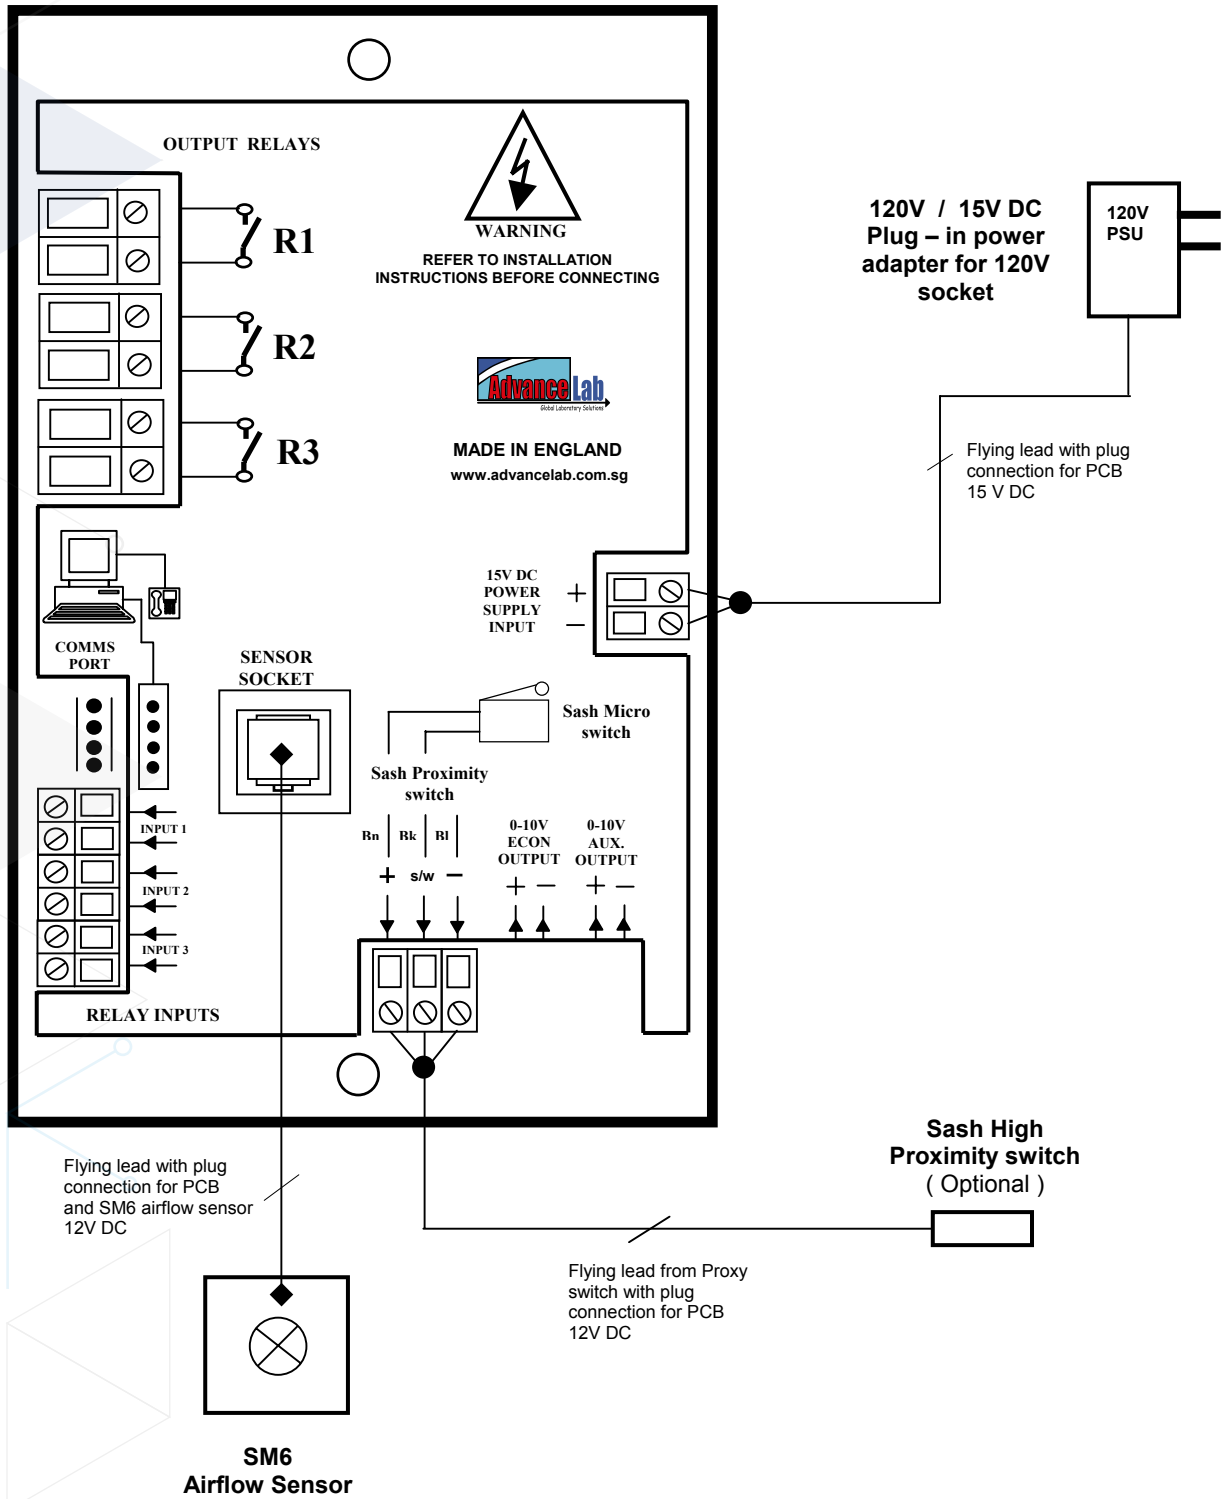 OUTPUT RELAYS
R1
R2
R3
WARNING
REFER TO INSTALLATION
INSTRUCTIONS BEFORE CONNECTING
Advance Lab
Global Laboratory Solutions
MADE IN ENGLAND
www.advancelab.com.sg
120V / 15V DC
Plug – in power
adapter for 120V
socket
120V
PSU
Flying lead with plug
connection for PCB
15 V DC
15V DC
POWER
SUPPLY
INPUT
+
–
COMMS
PORT
SENSOR
SOCKET
Sash Micro
switch
Sash Proximity
switch
Bn
Bk
Bl
+
s/w
–
0-10V
ECON
OUTPUT
+
–
0-10V
AUX.
OUTPUT
+
–
INPUT 1
INPUT 2
INPUT 3
RELAY INPUTS
Flying lead with plug
connection for PCB
and SM6 airflow sensor
12V DC
Sash High
Proximity switch
( Optional )
Flying lead from Proxy
switch with plug
connection for PCB
12V DC
SM6
Airflow Sensor